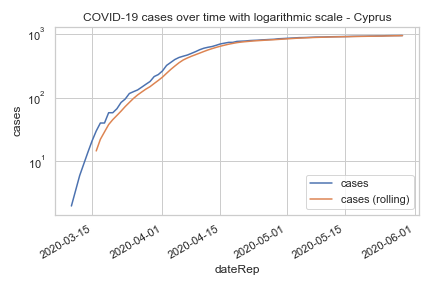 COVID-19 cases over time with logarithmic scale - Cyprus
10³
10²
10¹
cases
cases
cases (rolling)
2020-03-15
2020-04-01
2020-04-15
2020-05-01
2020-05-15
2020-06-01
dateRep